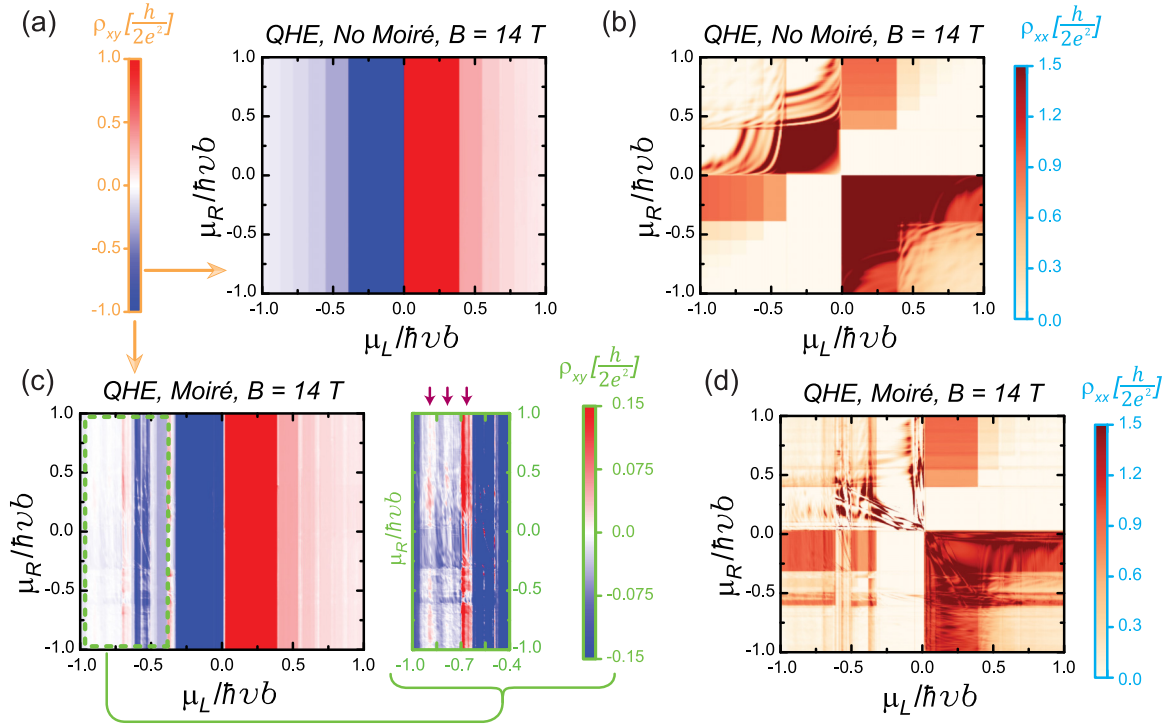 (a)
ρxy[h/2e²]
1.0
0.5
0.0
-0.5
-1.0
QHE, No Moiré, B = 14 T
μR/ħυb
1.0
0.5
0.0
-0.5
-1.0
-1.0 -0.5 0.0 0.5 1.0
μL/ħυb
(b)
QHE, No Moiré, B = 14 T
μR/ħυb
1.0
0.5
0.0
-0.5
-1.0
-1.0 -0.5 0.0 0.5 1.0
μL/ħυb
ρxx[h/2e²]
1.5
1.2
0.9
0.6
0.3
0.0
(c)
QHE, Moiré, B = 14 T
μR/ħυb
1.0
0.5
0.0
-0.5
-1.0
-1.0 -0.5 0.0 0.5 1.0
μL/ħυb
μR/ħυb
1.0
0.5
0.0
-0.5
-1.0
-1.0 -0.7 -0.4
ρxy[h/2e²]
0.15
0.075
0.0
-0.075
-0.15
(d)
QHE, Moiré, B = 14 T
μR/ħυb
1.0
0.5
0.0
-0.5
-1.0
-1.0 -0.5 0.0 0.5 1.0
μL/ħυb
ρxx[h/2e²]
1.5
1.2
0.9
0.6
0.3
0.0